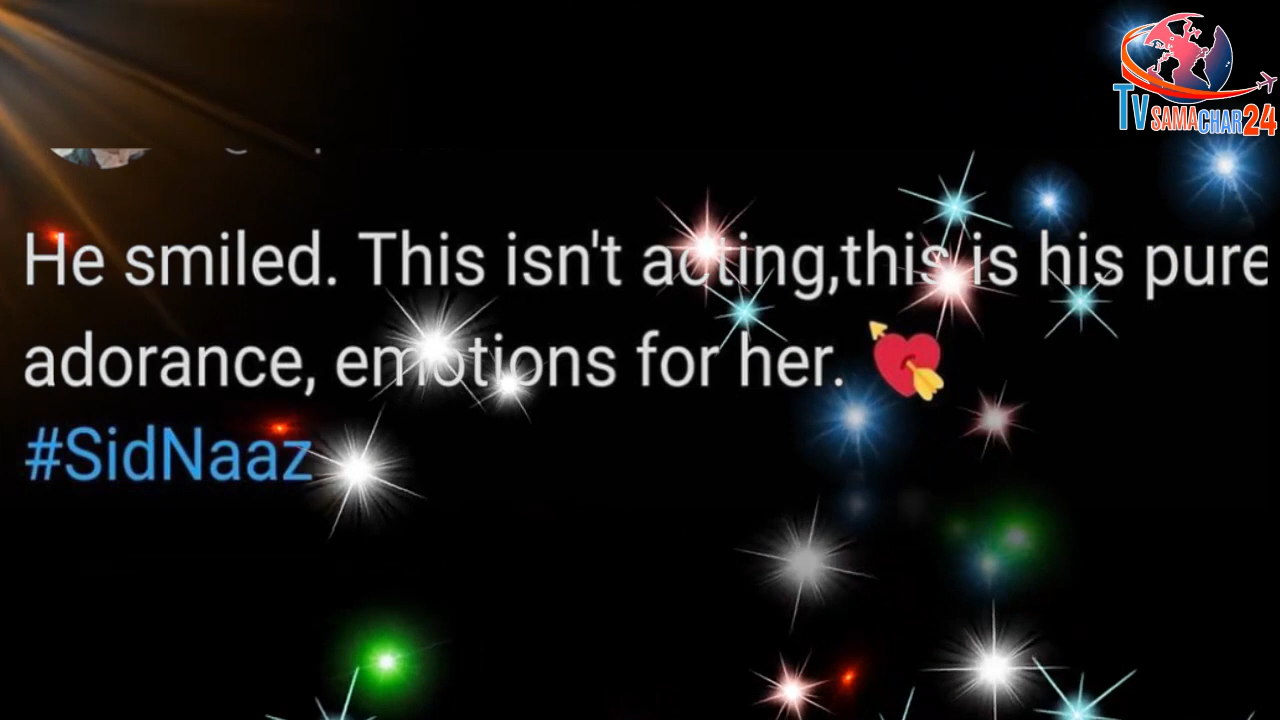 TV SAMACHAR24
He smiled. This isn't acting,this is his pure
adorance, emotions for her.
#SidNaaz